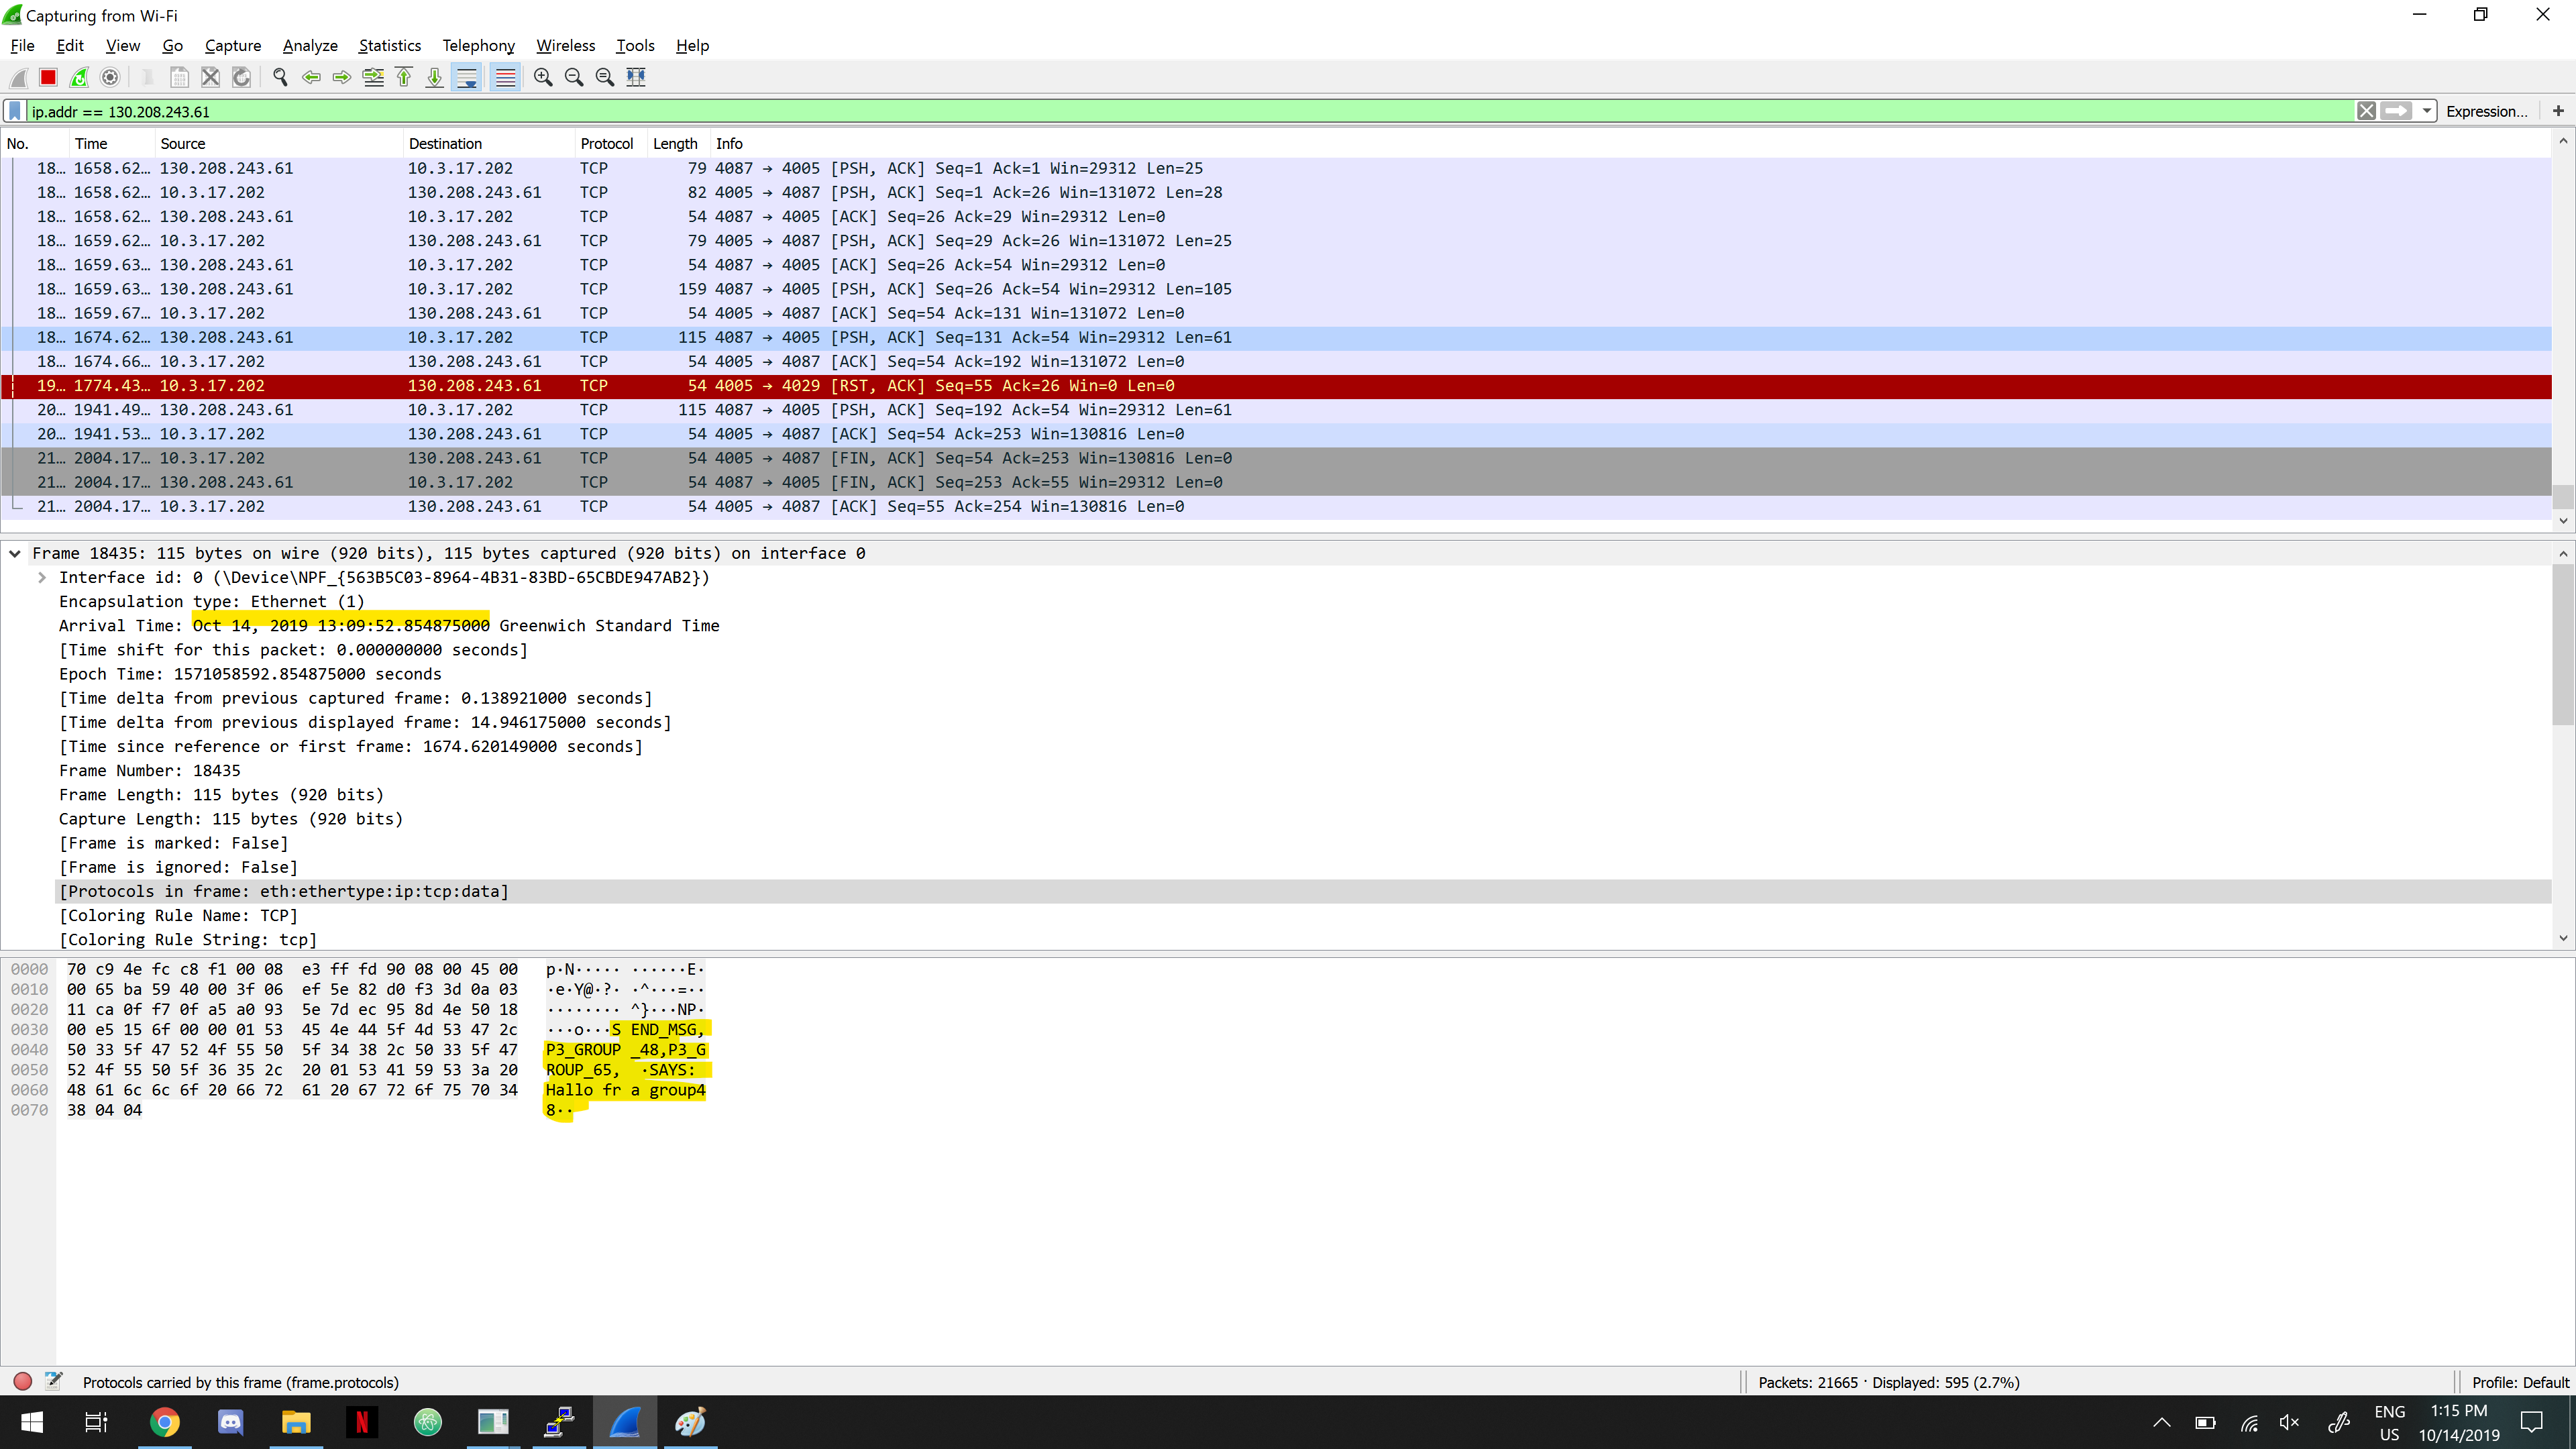 Capturing from Wi-Fi
File Edit View Go Capture Analyze Statistics Telephony Wireless Tools Help
ip.addr == 130.208.243.61 Expression... +
No. Time Source Destination Protocol Length Info
18… 1658.62… 130.208.243.61 10.3.17.202 TCP 79 4087 → 4005 [PSH, ACK] Seq=1 Ack=1 Win=29312 Len=25
18… 1658.62… 10.3.17.202 130.208.243.61 TCP 82 4005 → 4087 [PSH, ACK] Seq=1 Ack=26 Win=131072 Len=28
18… 1658.62… 130.208.243.61 10.3.17.202 TCP 54 4087 → 4005 [ACK] Seq=26 Ack=29 Win=29312 Len=0
18… 1659.62… 10.3.17.202 130.208.243.61 TCP 79 4005 → 4087 [PSH, ACK] Seq=29 Ack=26 Win=131072 Len=25
18… 1659.63… 130.208.243.61 10.3.17.202 TCP 54 4087 → 4005 [ACK] Seq=26 Ack=54 Win=29312 Len=0
18… 1659.63… 130.208.243.61 10.3.17.202 TCP 159 4087 → 4005 [PSH, ACK] Seq=26 Ack=54 Win=29312 Len=105
18… 1659.67… 10.3.17.202 130.208.243.61 TCP 54 4005 → 4087 [ACK] Seq=54 Ack=131 Win=131072 Len=0
18… 1674.62… 130.208.243.61 10.3.17.202 TCP 115 4087 → 4005 [PSH, ACK] Seq=131 Ack=54 Win=29312 Len=61
18… 1674.66… 10.3.17.202 130.208.243.61 TCP 54 4005 → 4087 [ACK] Seq=54 Ack=192 Win=131072 Len=0
19… 1774.43… 10.3.17.202 130.208.243.61 TCP 54 4005 → 4029 [RST, ACK] Seq=55 Ack=26 Win=0 Len=0
20… 1941.49… 130.208.243.61 10.3.17.202 TCP 115 4087 → 4005 [PSH, ACK] Seq=192 Ack=54 Win=29312 Len=61
20… 1941.53… 10.3.17.202 130.208.243.61 TCP 54 4005 → 4087 [ACK] Seq=54 Ack=253 Win=130816 Len=0
21… 2004.17… 10.3.17.202 130.208.243.61 TCP 54 4005 → 4087 [FIN, ACK] Seq=54 Ack=253 Win=130816 Len=0
21… 2004.17… 130.208.243.61 10.3.17.202 TCP 54 4087 → 4005 [FIN, ACK] Seq=253 Ack=55 Win=29312 Len=0
21… 2004.17… 10.3.17.202 130.208.243.61 TCP 54 4005 → 4087 [ACK] Seq=55 Ack=254 Win=130816 Len=0
Frame 18435: 115 bytes on wire (920 bits), 115 bytes captured (920 bits) on interface 0
Interface id: 0 (\Device\NPF_{563B5C03-8964-4B31-83BD-65CBDE947AB2})
Encapsulation type: Ethernet (1)
Arrival Time: Oct 14, 2019 13:09:52.854875000 Greenwich Standard Time
[Time shift for this packet: 0.000000000 seconds]
Epoch Time: 1571058592.854875000 seconds
[Time delta from previous captured frame: 0.138921000 seconds]
[Time delta from previous displayed frame: 14.946175000 seconds]
[Time since reference or first frame: 1674.620149000 seconds]
Frame Number: 18435
Frame Length: 115 bytes (920 bits)
Capture Length: 115 bytes (920 bits)
[Frame is marked: False]
[Frame is ignored: False]
[Protocols in frame: eth:ethertype:ip:tcp:data]
[Coloring Rule Name: TCP]
[Coloring Rule String: tcp]
0000 70 c9 4e fc c8 f1 00 08 e3 ff fd 90 08 00 45 00 p·N····· ······E·
0010 00 65 ba 59 40 00 3f 06 ef 5e 82 d0 f3 3d 0a 03 ·e·Y@·?· ·^···=··
0020 11 ca 0f f7 0f a5 a0 93 5e 7d ec 95 8d 4e 50 18 ········ ^}···NP·
0030 00 e5 15 6f 00 00 01 53 45 4e 44 5f 4d 53 47 2c ···o···S END_MSG,
0040 50 33 5f 47 52 4f 55 50 5f 34 38 2c 50 33 5f 47 P3_GROUP _48,P3_G
0050 52 4f 55 50 5f 36 35 2c 20 01 53 41 59 53 3a 20 ROUP_65, ·SAYS:
0060 48 61 6c 6c 6f 20 66 72 61 20 67 72 6f 75 70 34 Hallo fr a group4
0070 38 04 04 8··
Protocols carried by this frame (frame.protocols) Packets: 21665 · Displayed: 595 (2.7%) Profile: Default
N ENG 1:15 PM
US 10/14/2019